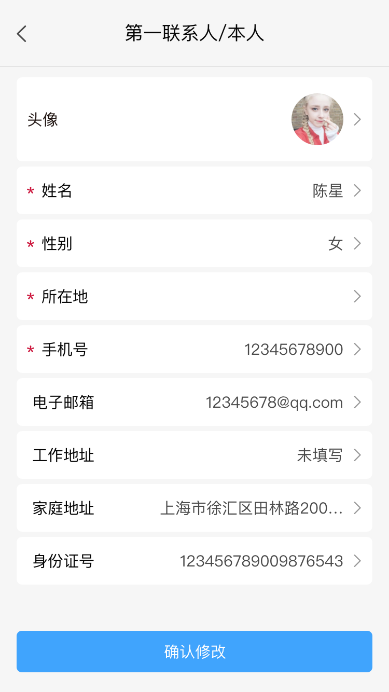 第一联系人/本人
头像
* 姓名 陈星
* 性别 女
* 所在地
* 手机号 12345678900
电子邮箱 12345678@qq.com
工作地址 未填写
家庭地址 上海市徐汇区田林路200...
身份证号 123456789009876543
确认修改